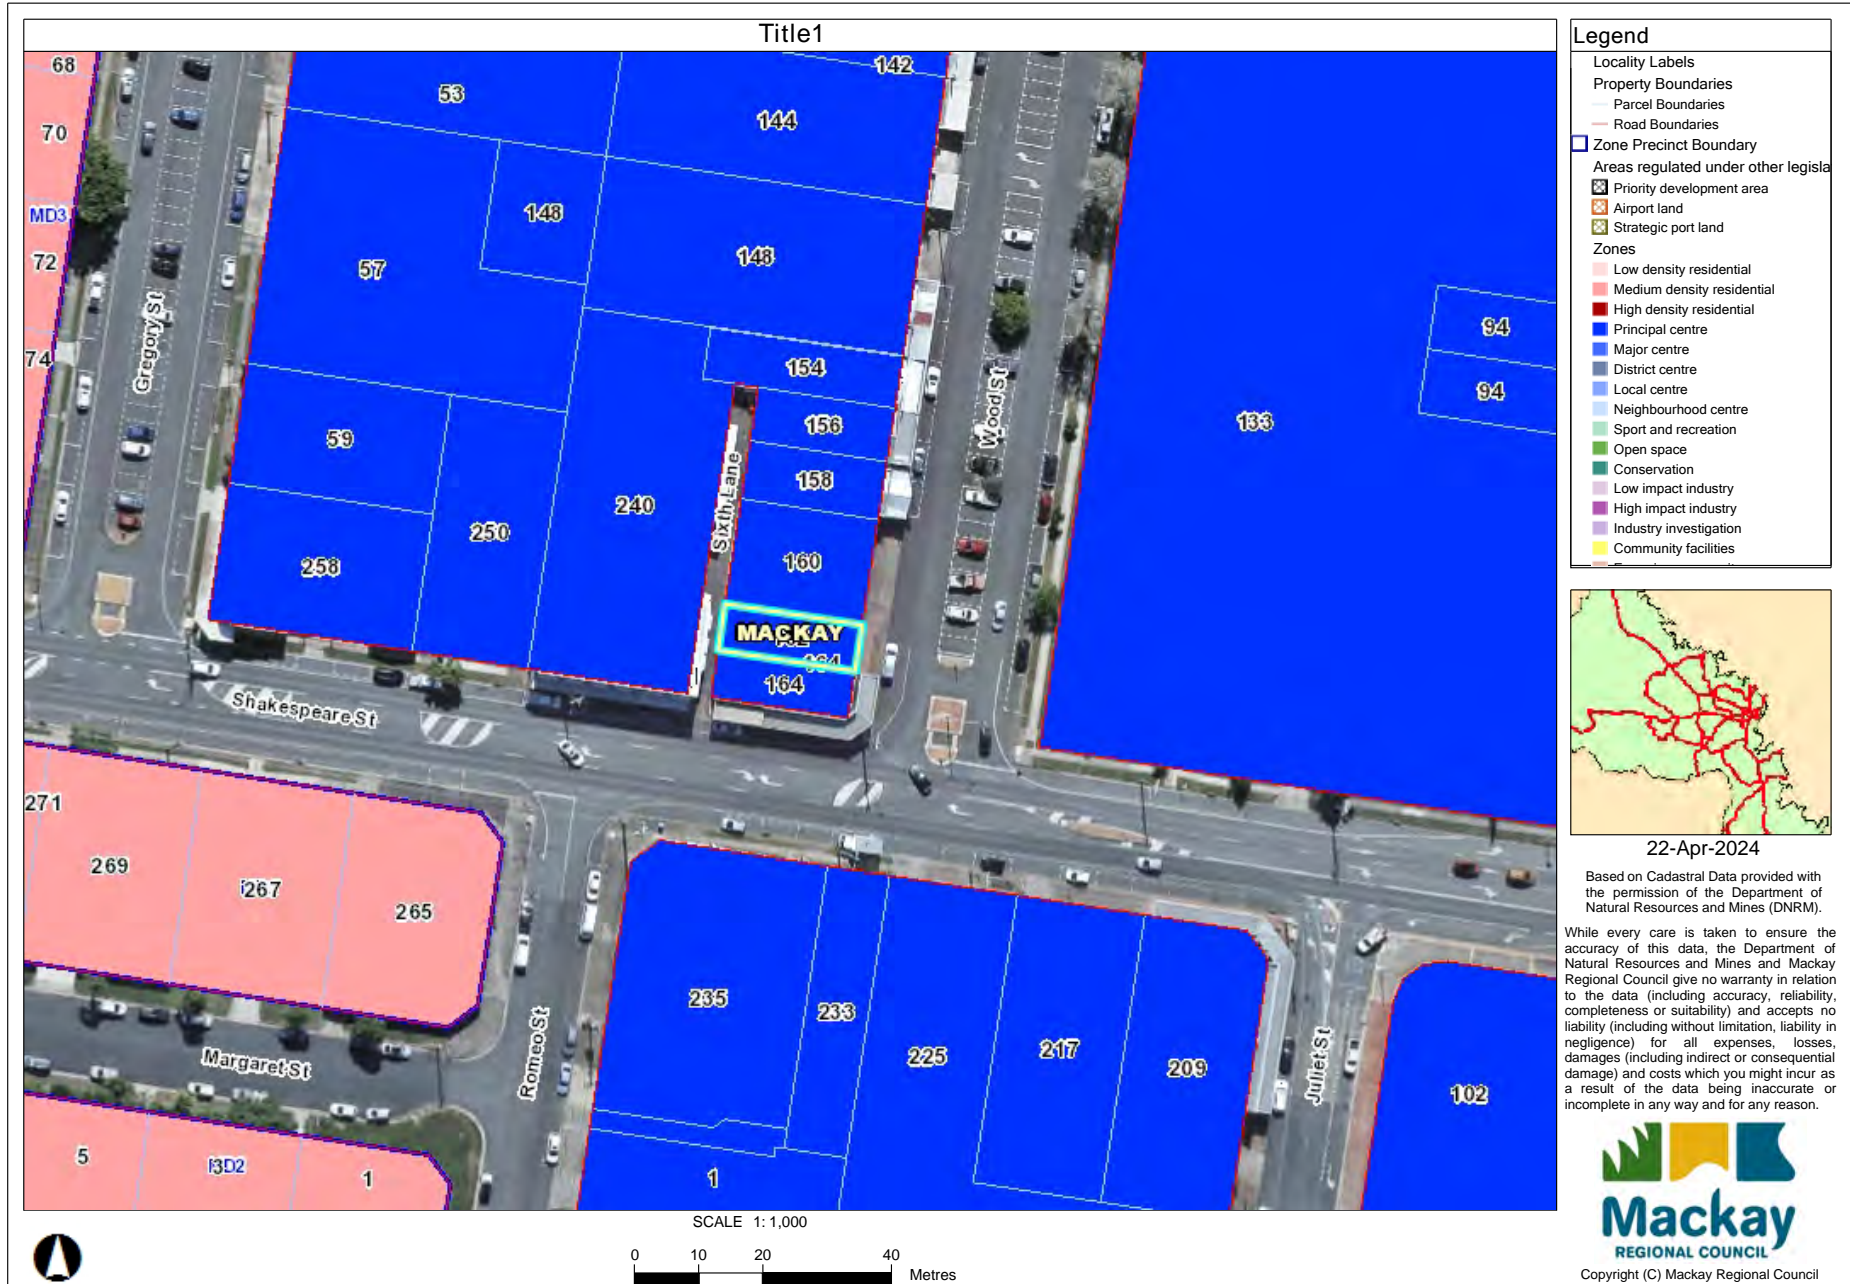 Title1
68
53
142
144
70
148
MD3
57
148
72
94
Gregory St
154
74
94
Wood St
156
133
59
158
Sixth Lane
240
250
258
160
MACKAY
164
164
Shakespeare St
271
269
267
265
235
233
225
217
209
102
Margaret St
Romeo St
Juliet St
5
1
1
SCALE 1: 1,000
0 10 20 40
Metres
Legend
Locality Labels
Property Boundaries
Parcel Boundaries
Road Boundaries
Zone Precinct Boundary
Areas regulated under other legisla
Priority development area
Airport land
Strategic port land
Zones
Low density residential
Medium density residential
High density residential
Principal centre
Major centre
District centre
Local centre
Neighbourhood centre
Sport and recreation
Open space
Conservation
Low impact industry
High impact industry
Industry investigation
Community facilities
22-Apr-2024
Based on Cadastral Data provided with
the permission of the Department of
Natural Resources and Mines (DNRM).
While every care is taken to ensure the
accuracy of this data, the Department of
Natural Resources and Mines and Mackay
Regional Council give no warranty in relation
to the data (including accuracy, reliability,
completeness or suitability) and accepts no
liability (including without limitation, liability in
negligence) for all expenses, losses,
damages (including indirect or consequential
damage) and costs which you might incur as
a result of the data being inaccurate or
incomplete in any way and for any reason.
Mackay
REGIONAL COUNCIL
Copyright (C) Mackay Regional Council